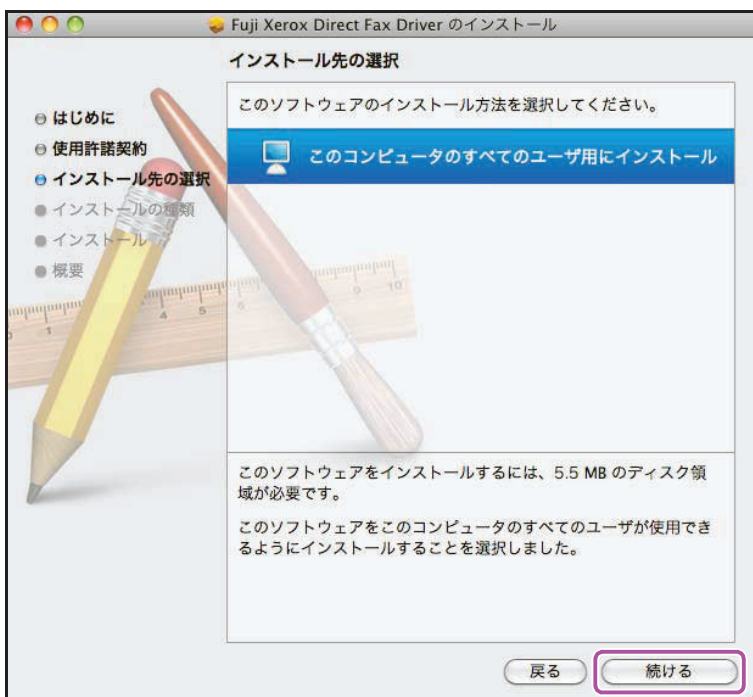 Fuji Xerox Direct Fax Driver のインストール
インストール先の選択
はじめに
使用許諾契約
インストール先の選択
インストールの種類
インストール
概要
このソフトウェアのインストール方法を選択してください。
このコンピュータのすべてのユーザ用にインストール
このソフトウェアをインストールするには、5.5 MB のディスク領
域が必要です。
このソフトウェアをこのコンピュータのすべてのユーザが使用でき
るようにインストールすることを選択しました。
1 4 5 6 9 10
戻る
続ける